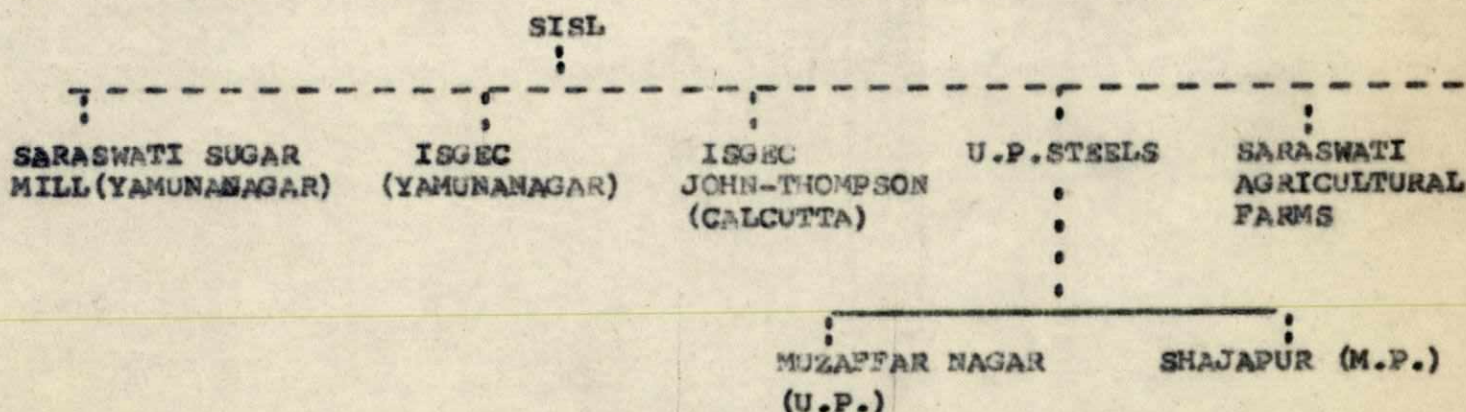 SISL
SARASWATI SUGAR
MILL(YAMUNANAGAR)
ISGEC
(YAMUNANAGAR)
ISGEC
JOHN-THOMPSON
(CALCUTTA)
U.P.STEELS
SARASWATI
AGRICULTURAL
FARMS
MUZAFFAR NAGAR
(U.P.)
SHAJAPUR (M.P.)